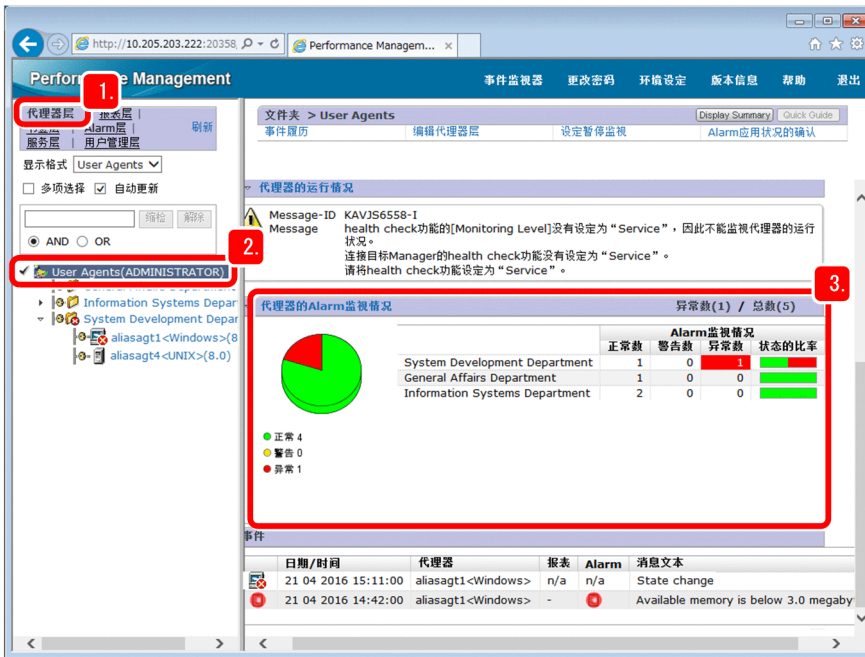 http://10.205.203.222:20358
Performance Managem...
Performance Management
事件监视器 更改密码 环境设定 版本信息 帮助 退出
1.
代理器层 | 报表层 |
Alarm层 | 刷新
服务层 | 用户管理层
显示格式 User Agents
多项选择 自动更新
缩检 解除
AND OR
2.
User Agents(ADMINISTRATOR)
Information Systems Depar
System Development Depar
aliasagt1<Windows>(8
aliasagt4<UNIX>(8.0)
文件夹 > User Agents
Display Summary Quick Guide
事件履历 编辑代理器层 设定暂停监视 Alarm应用状况的确认
代理器的运行情况
Message-ID KAVJS6558-I
Message health check功能的[Monitoring Level]没有设定为“Service”，因此不能监视代理器的运行
状况。
连接目标Manager的health check功能没有设定为“Service”。
请将health check功能设定为“Service”。
3.
代理器的Alarm监视情况 异常数(1) / 总数(5)
Alarm监视情况
正常数 警告数 异常数 状态的比率
System Development Department 1 0 1
General Affairs Department 1 0 0
Information Systems Department 2 0 0
正常 4
警告 0
异常 1
事件
日期/时间 代理器 报表 Alarm 消息文本
21 04 2016 15:11:00 aliasagt1<Windows> n/a n/a State change
21 04 2016 14:42:00 aliasagt1<Windows> - Available memory is below 3.0 megaby